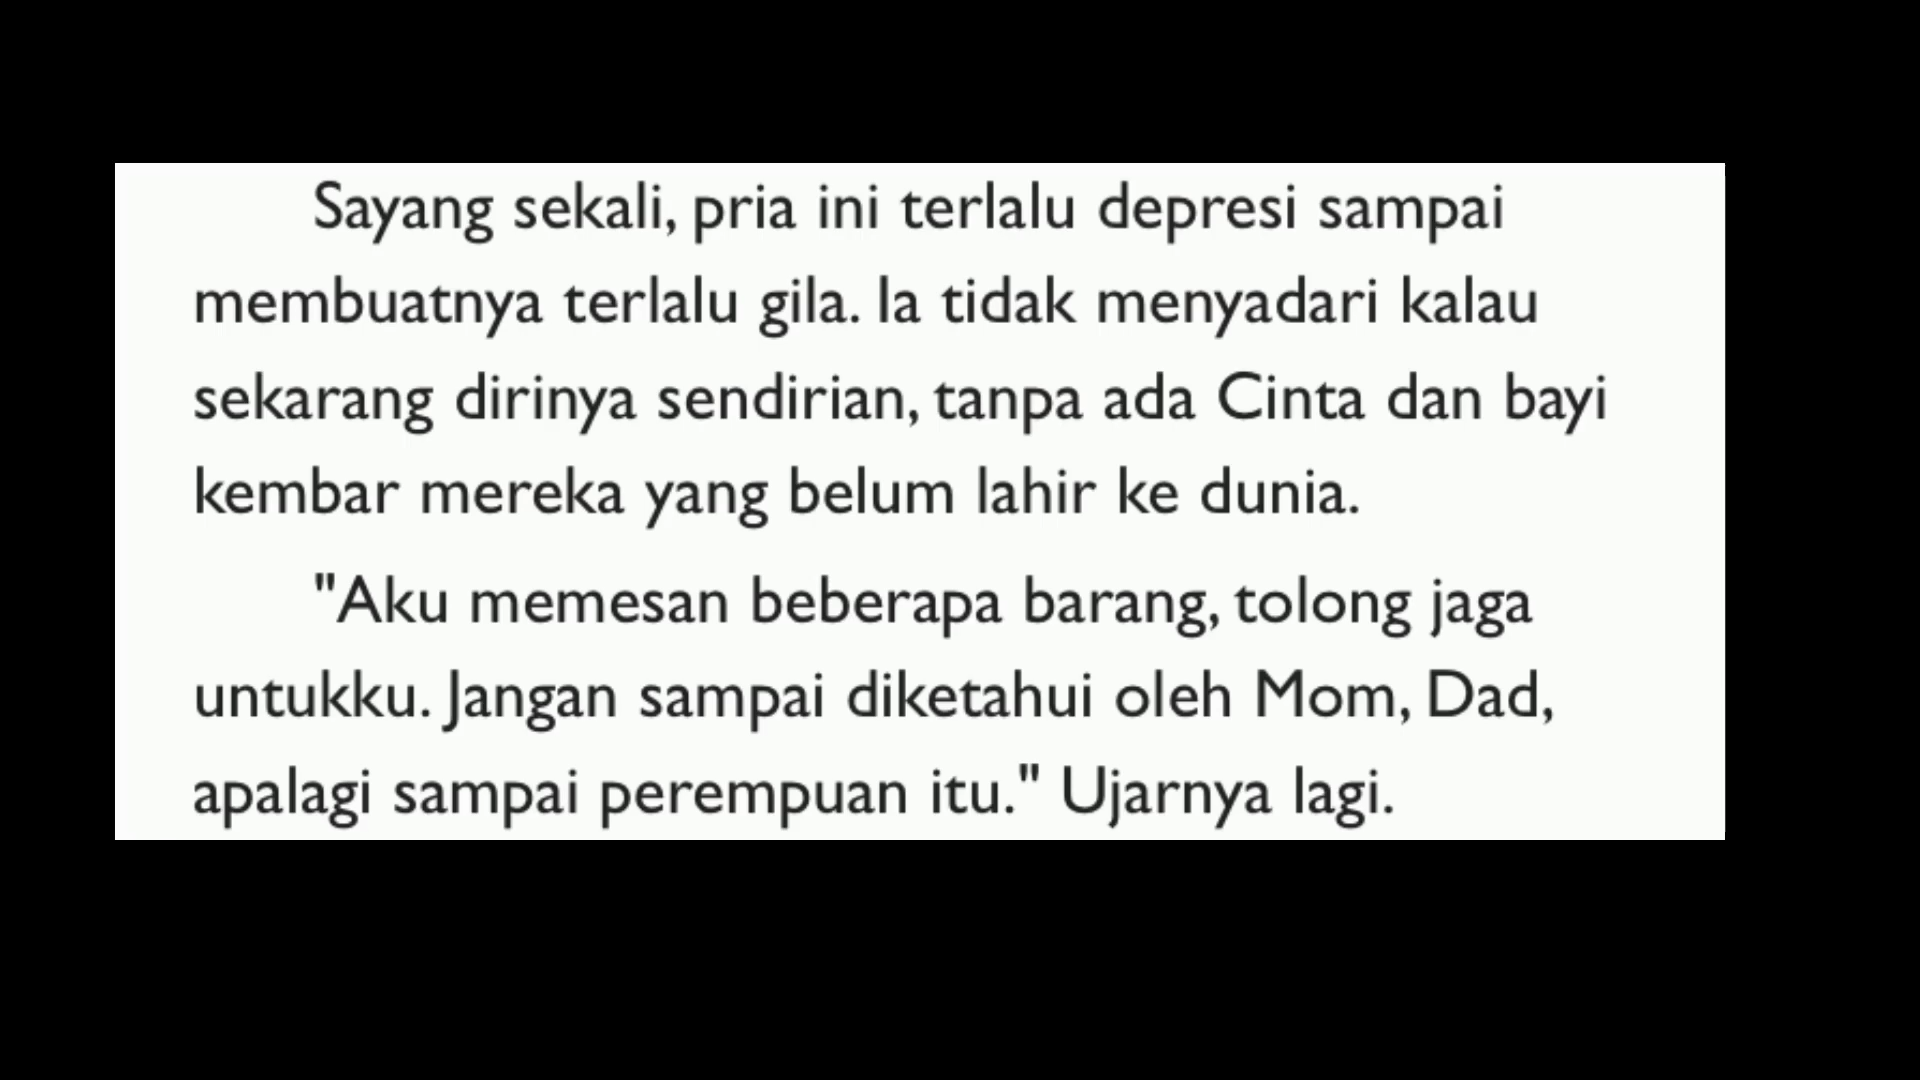 Sayang sekali, pria ini terlalu depresi sampai
membuatnya terlalu gila. Ia tidak menyadari kalau
sekarang dirinya sendirian, tanpa ada Cinta dan bayi
kembar mereka yang belum lahir ke dunia.
"Aku memesan beberapa barang, tolong jaga
untukku. Jangan sampai diketahui oleh Mom, Dad,
apalagi sampai perempuan itu." Ujarnya lagi.